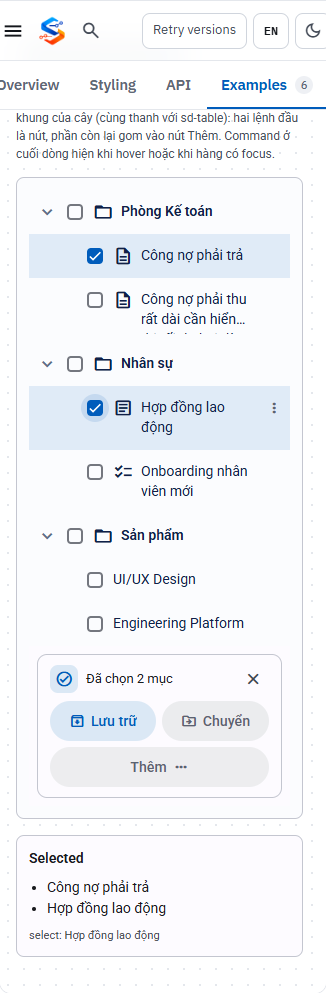 Retry versions
EN
Overview
Styling
API
Examples
6
khung của cây (cùng thanh với sd-table): hai lệnh đầu
là nút, phần còn lại gom vào nút Thêm. Command ở
cuối dòng hiện khi hover hoặc khi hàng có focus.
Phòng Kế toán
Công nợ phải trả
Công nợ phải thu
rất dài cần hiển...
Nhân sự
Hợp đồng lao
động
Onboarding nhân
viên mới
Sản phẩm
UI/UX Design
Engineering Platform
Đã chọn 2 mục
Lưu trữ
Chuyển
Thêm
Selected
• Công nợ phải trả
• Hợp đồng lao động
select: Hợp đồng lao động